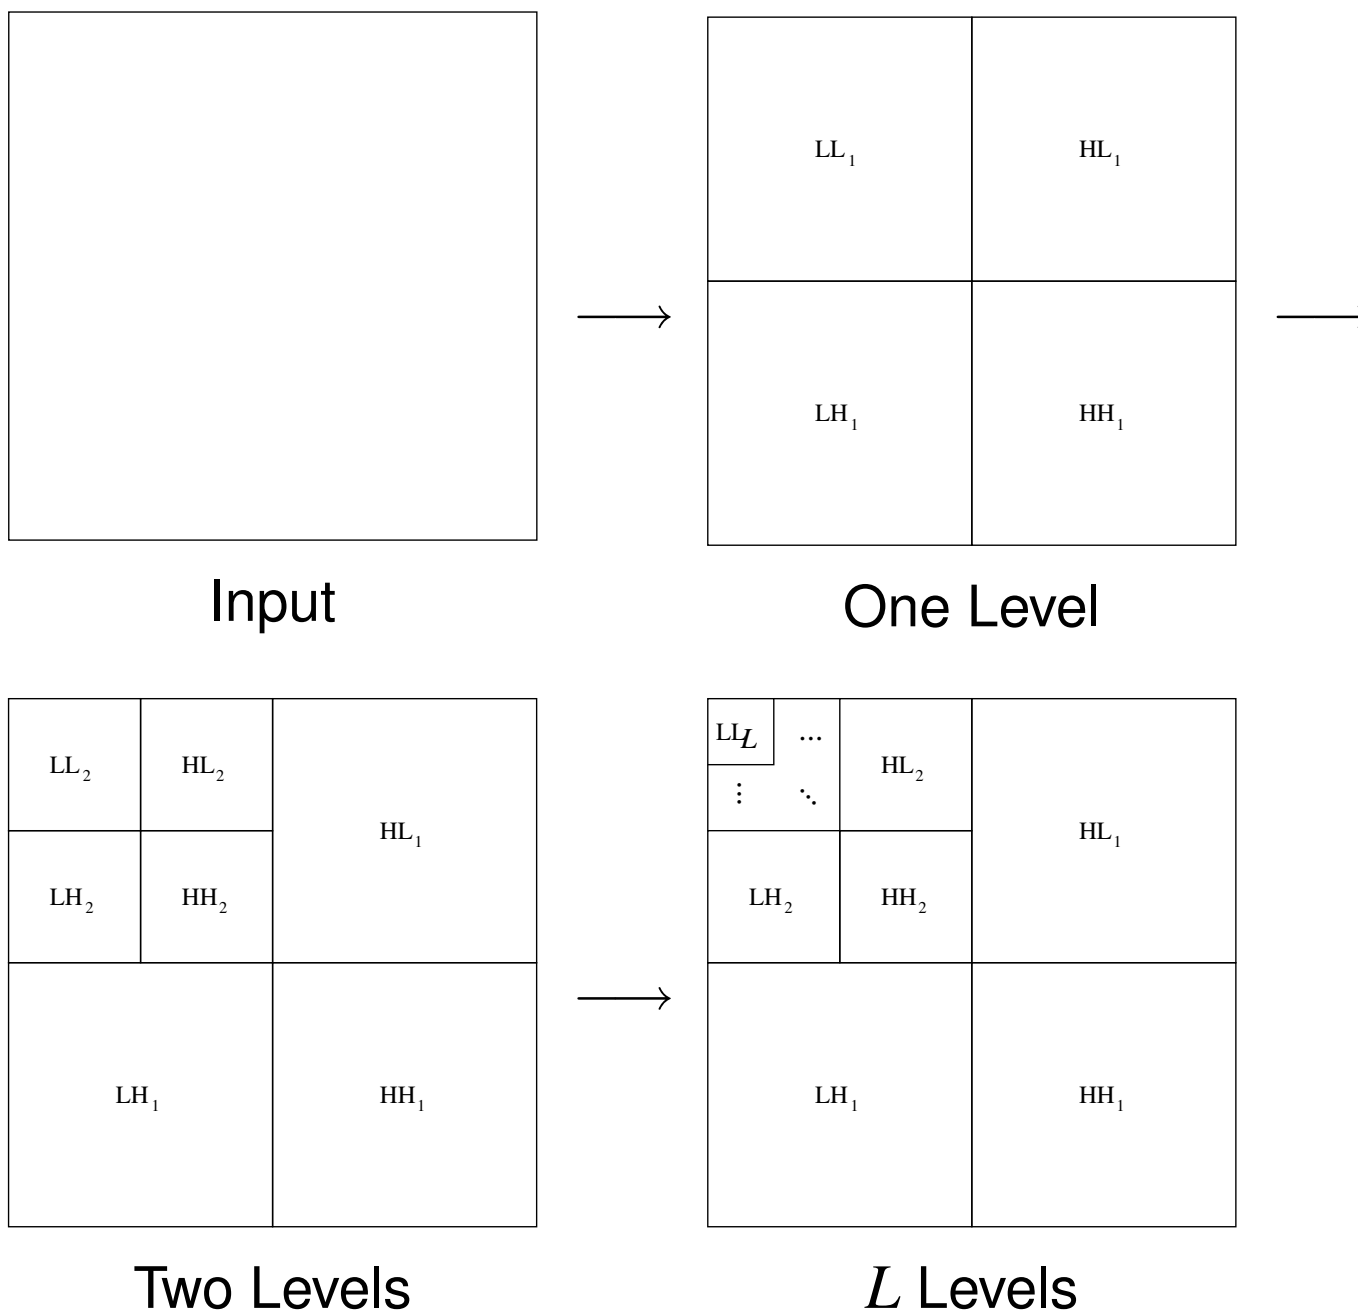 LL1 HL1
LH1 HH1
Input
One Level
LL2 HL2
HL1
LH2 HH2
LH1 HH1
Two Levels
LLL ...
HL2
⋮ ⋱
HL1
LH2 HH2
LH1 HH1
L Levels